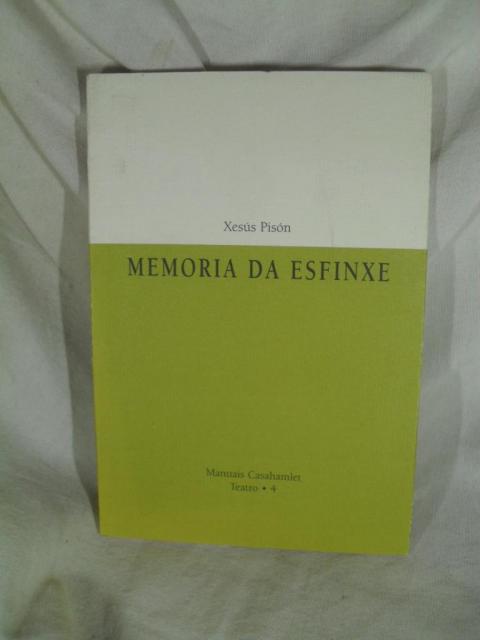 Xesús Pisón
MEMORIA DA ESFINXE
Manuais Casahamlet
Teatro • 4